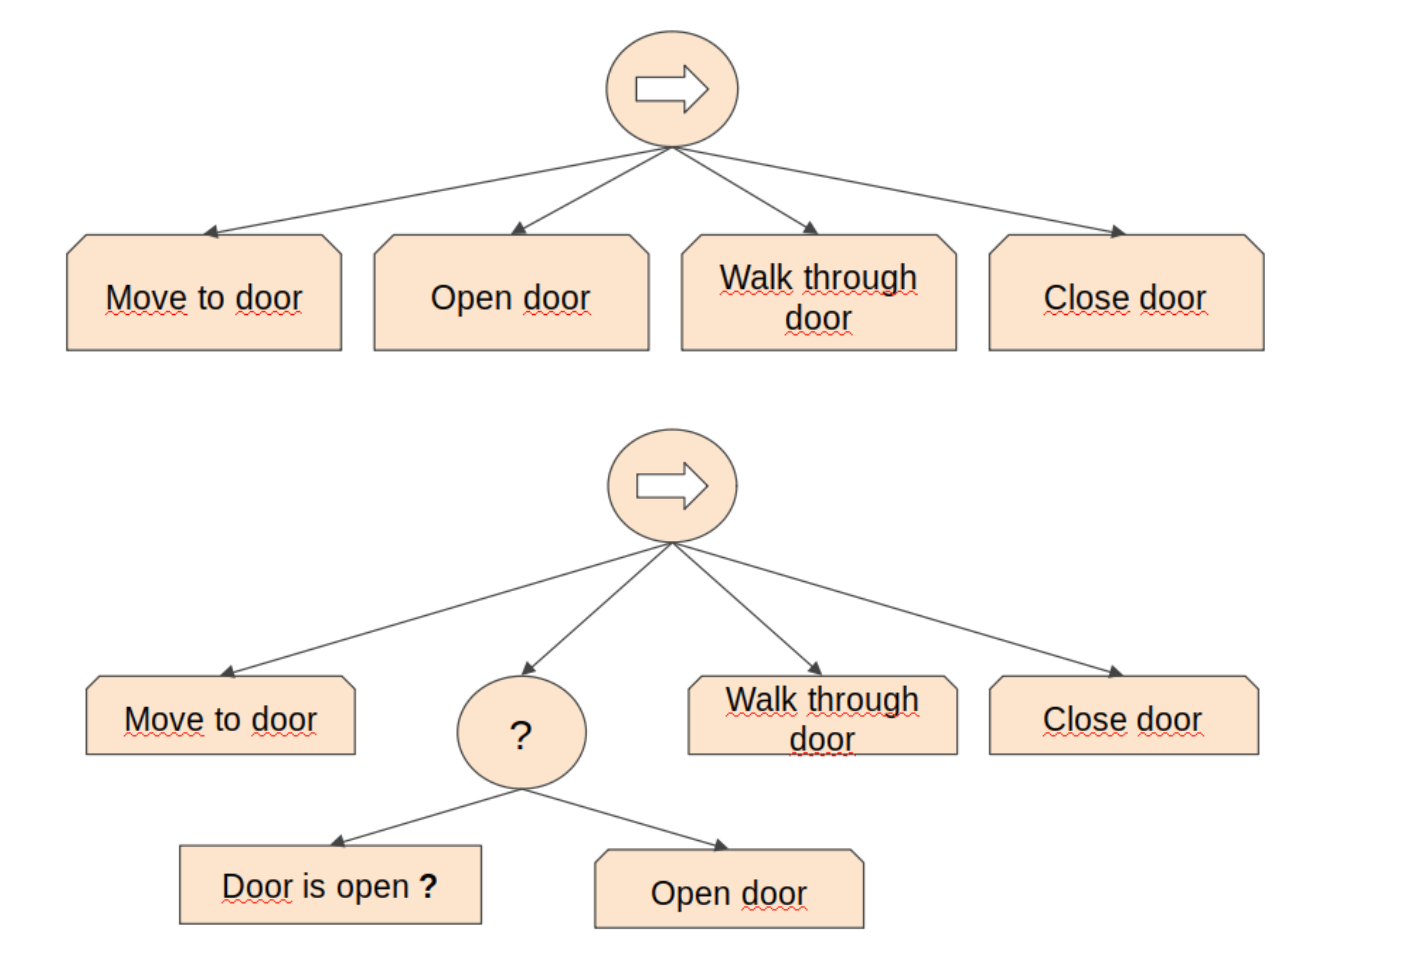 Move to door
Open door
Walk through
door
Close door
Move to door
?
Walk through
door
Close door
Door is open ?
Open door